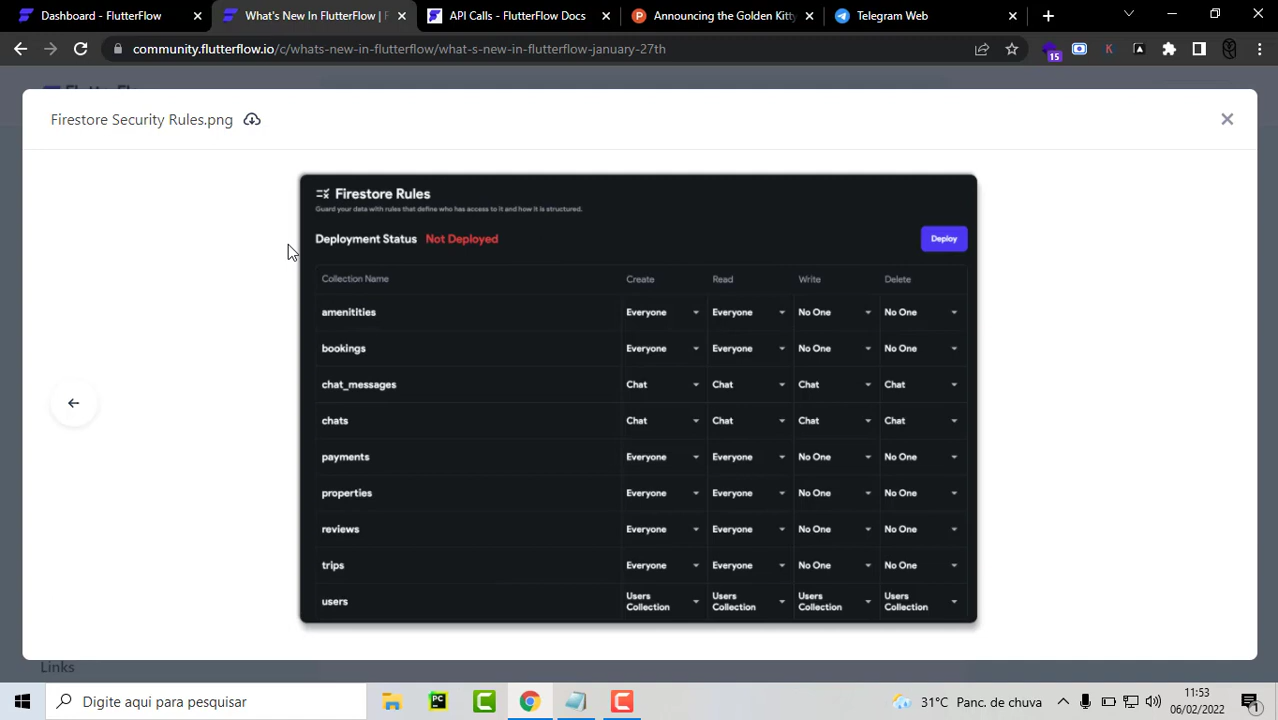 Dashboard - FlutterFlow
What's New In FlutterFlow | F
API Calls - FlutterFlow Docs
Announcing the Golden Kitty
Telegram Web
community.flutterflow.io/c/whats-new-in-flutterflow/what-s-new-in-flutterflow-january-27th
15
Firestore Security Rules.png
Firestore Rules
Guard your data with rules that define who has access to it and how it is structured.
Deployment Status Not Deployed
Deploy
Collection Name Create Read Write Delete
amenitities Everyone Everyone No One No One
bookings Everyone Everyone No One No One
chat_messages Chat Chat Chat Chat
chats Chat Chat Chat Chat
payments Everyone Everyone No One No One
properties Everyone Everyone No One No One
reviews Everyone Everyone No One No One
trips Everyone Everyone No One No One
users Users Collection Users Collection Users Collection Users Collection
Links
Digite aqui para pesquisar
31°C Panc. de chuva
11:53
06/02/2022